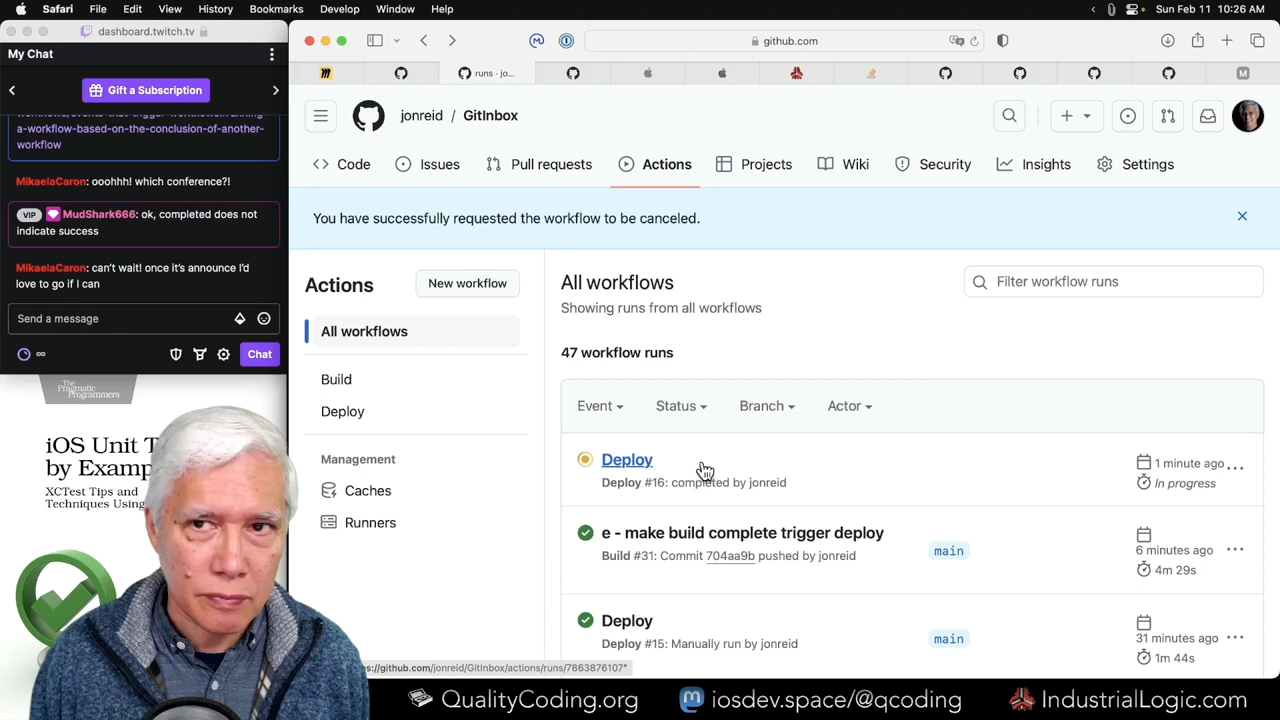 Safari File Edit View History Bookmarks Develop Window Help
Sun Feb 11 10:26 AM
dashboard.twitch.tv
My Chat
Gift a Subscription
a-workflow-based-on-the-conclusion-of-another-
workflow
MikaelaCaron: ooohhh! which conference?!
VIP MudShark666: ok, completed does not
indicate success
MikaelaCaron: can't wait! once it's announce I'd
love to go if I can
Send a message
Chat
The
Pragmatic
Programmers
iOS Unit T
by Exampl
XCTest Tips and
Techniques Using
github.com
runs · jo...
jonreid / GitInbox
Code
Issues
Pull requests
Actions
Projects
Wiki
Security
Insights
Settings
You have successfully requested the workflow to be canceled.
Actions
New workflow
All workflows
Build
Deploy
Management
Caches
Runners
All workflows
Showing runs from all workflows
Filter workflow runs
47 workflow runs
Event
Status
Branch
Actor
Deploy
Deploy #16: completed by jonreid
1 minute ago
In progress
e - make build complete trigger deploy
Build #31: Commit 704aa9b pushed by jonreid
main
6 minutes ago
4m 29s
Deploy
Deploy #15: Manually run by jonreid
main
31 minutes ago
1m 44s
s://github.com/jonreid/GitInbox/actions/runs/7863876107"
QualityCoding.org
iosdev.space/@qcoding
IndustrialLogic.com